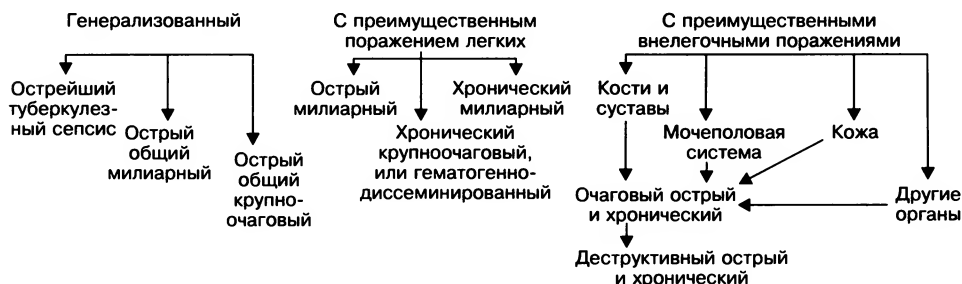 Генерализованный
Острейший
туберкулез-
ный сепсис
Острый
общий
милиарный
Острый
общий
крупно-
очаговый
С преимущественным
поражением легких
Острый
милиарный
Хронический
крупноочаговый,
или гематогенно-
диссеминированный
Хронический
милиарный
С преимущественными
внелегочными поражениями
Кости и
суставы
Мочеполовая
система
Кожа
Другие
органы
Очаговый острый
и хронический
Деструктивный острый
и хронический